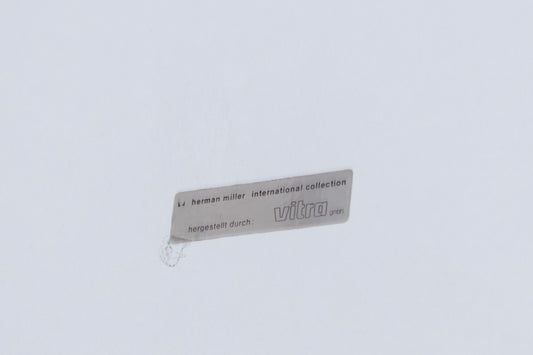 herman miller international collection
hergestellt durch: vitra gmbh